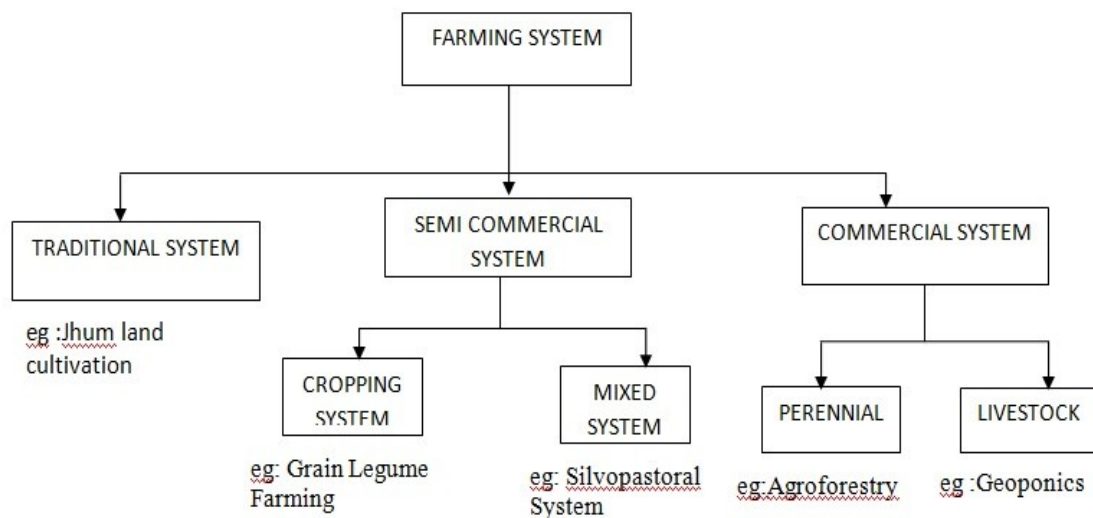 FARMING SYSTEM
TRADITIONAL SYSTEM
eg :Jhum land
cultivation
SEMI COMMERCIAL
SYSTEM
COMMERCIAL SYSTEM
CROPPING
SYSTEM
eg: Grain Legume
Farming
MIXED
SYSTEM
eg: Silvopastoral
System
PERENNIAL
eg:Agroforestry
LIVESTOCK
eg :Geoponics